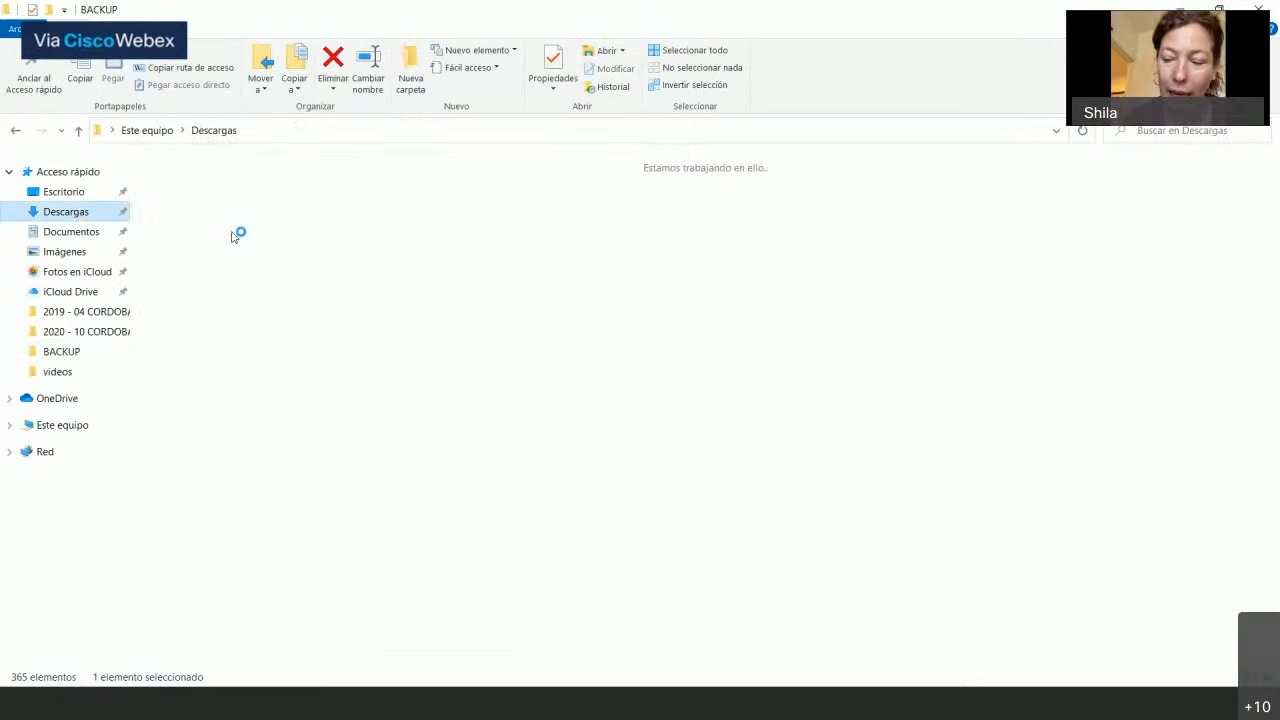 BACKUP
Via Cisco Webex
Shila
Anclar al Acceso rápido
Copiar
Pegar
Copiar ruta de acceso
Pegar acceso directo
Portapapeles
Mover a
Copiar a
Eliminar
Cambiar nombre
Organizar
Nueva carpeta
Nuevo elemento
Fácil acceso
Nuevo
Propiedades
Abrir
Modificar
Historial
Abrir
Seleccionar todo
No seleccionar nada
Invertir selección
Seleccionar
Este equipo > Descargas
Buscar en Descargas
Estamos trabajando en ello..
Acceso rápido
Escritorio
Descargas
Documentos
Imágenes
Fotos en iCloud
iCloud Drive
2019 - 04 CORDOBA
2020 - 10 CORDOBA
BACKUP
videos
OneDrive
Este equipo
Red
365 elementos
1 elemento seleccionado
+10